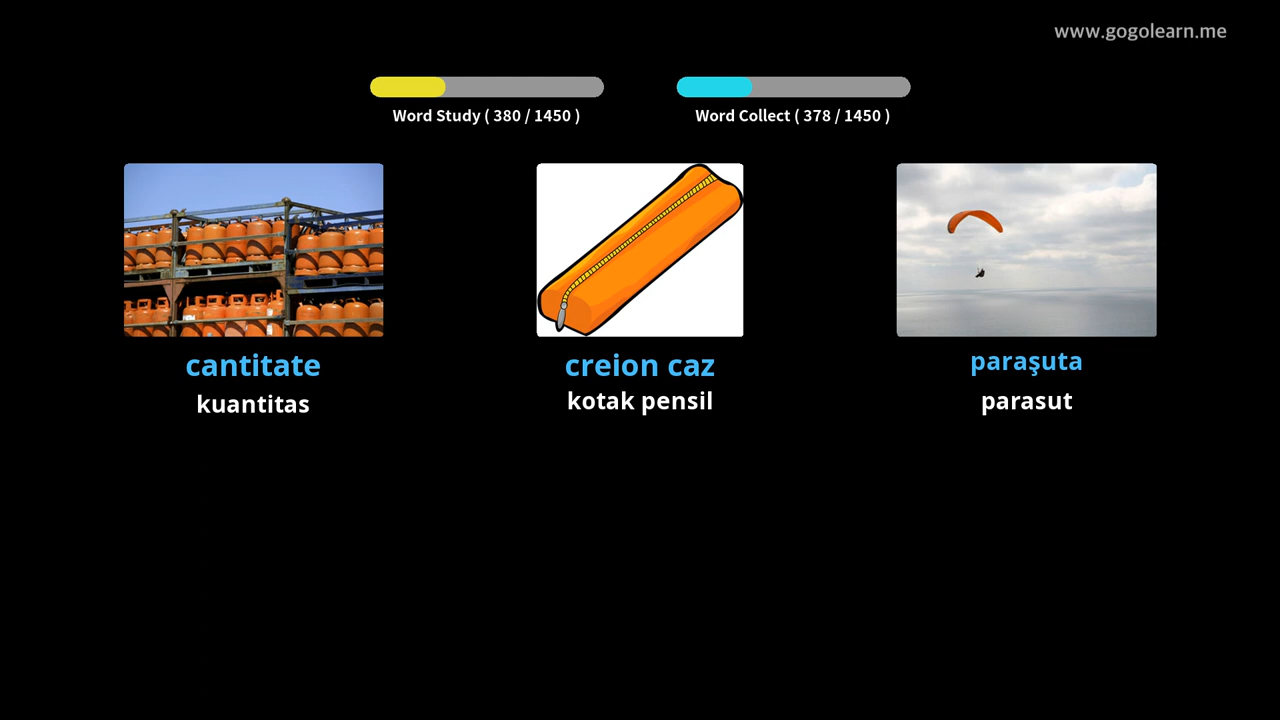 www.gogolearn.me
Word Study ( 380 / 1450 )
Word Collect ( 378 / 1450 )
cantitate
kuantitas
creion caz
kotak pensil
paraşuta
parasut